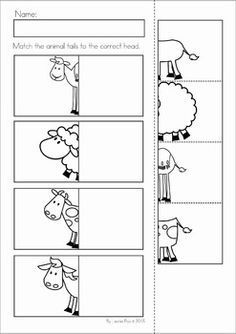 Name:
Match the animal tails to the correct head.